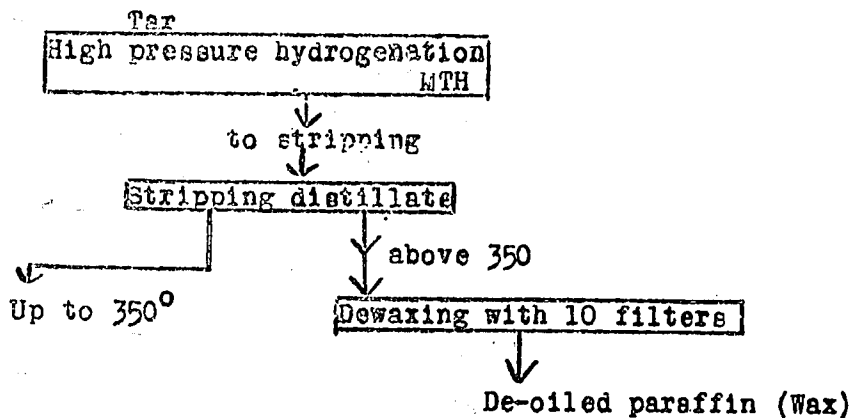 Tar
High pressure hydrogenation
MTH
to stripping
Stripping distillate
above 350
Up to 350°
Dewaxing with 10 filters
De-oiled paraffin (Wax)